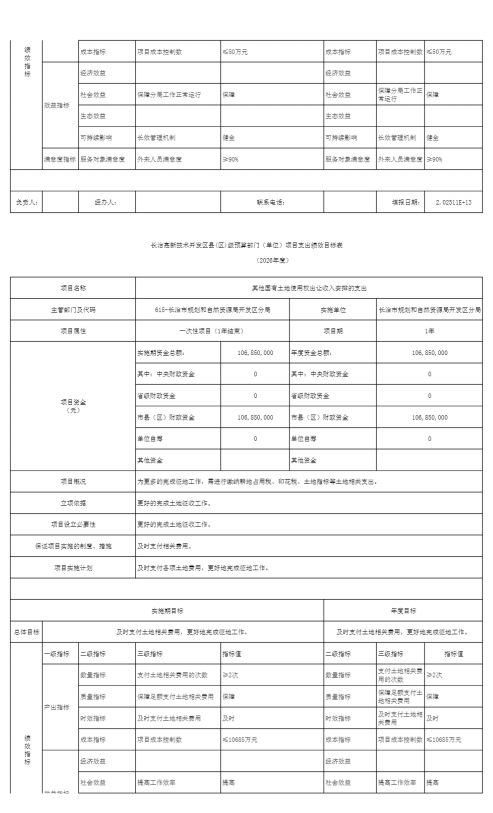 绩效指标 成本指标 项目成本控制数 ≤50万元 成本指标 项目成本控制数 ≤50万元
效益指标 经济效益 经济效益
社会效益 保障分局工作正常运行 保障 社会效益 保障分局工作正常运行 保障
生态效益 生态效益
可持续影响 长效管理机制 健全 可持续影响 长效管理机制 健全
满意度指标 服务对象满意度 外来人员满意度 ≥90% 服务对象满意度 外来人员满意度 ≥90%
负责人: 经办人: 联系电话: 填报日期: 2.02511E+13
长治高新技术开发区县(区)级预算部门(单位)项目支出绩效目标表
(2026年度)
项目名称 其他国有土地使用权出让收入安排的支出
主管部门及代码 615-长治市规划和自然资源局开发区分局 实施单位 长治市规划和自然资源局开发区分局
项目属性 一次性项目(1年结束) 项目期 1年
项目资金(元) 实施期资金总额: 106,850,000 年度资金总额: 106,850,000
其中:中央财政资金 0 其中:中央财政资金 0
省级财政资金 0 省级财政资金 0
市县(区)财政资金 106,850,000 市县(区)财政资金 106,850,000
单位自筹 0 单位自筹 0
其他资金 其他资金
项目概况 为更多的完成征地工作,需进行缴纳耕地占用税、印花税、土地指标等土地相关支出。
立项依据 更好的完成土地征收工作。
项目设立必要性 更好的完成土地征收工作。
保证项目实施的制度、措施 及时支付相关费用。
项目实施计划 及时支付各项土地费用,更好地完成征地工作。
实施期目标 年度目标
总体目标 及时支付土地相关费用,更好地完成征地工作。 及时支付土地相关费用,更好地完成征地工作。
绩效指标 一级指标 二级指标 三级指标 指标值 二级指标 三级指标 指标值
产出指标 数量指标 支付土地相关费用的次数 ≥2次 数量指标 支付土地相关费用的次数 ≥2次
质量指标 保障足额支付土地相关费用 保障 质量指标 保障足额支付土地相关费用 保障
时效指标 及时支付土地相关费用 及时 时效指标 及时支付土地相关费用 及时
成本指标 项目成本控制数 ≤10685万元 成本指标 项目成本控制数 ≤10685万元
经济效益 经济效益
社会效益 提高工作效率 提高 社会效益 提高工作效率 提高